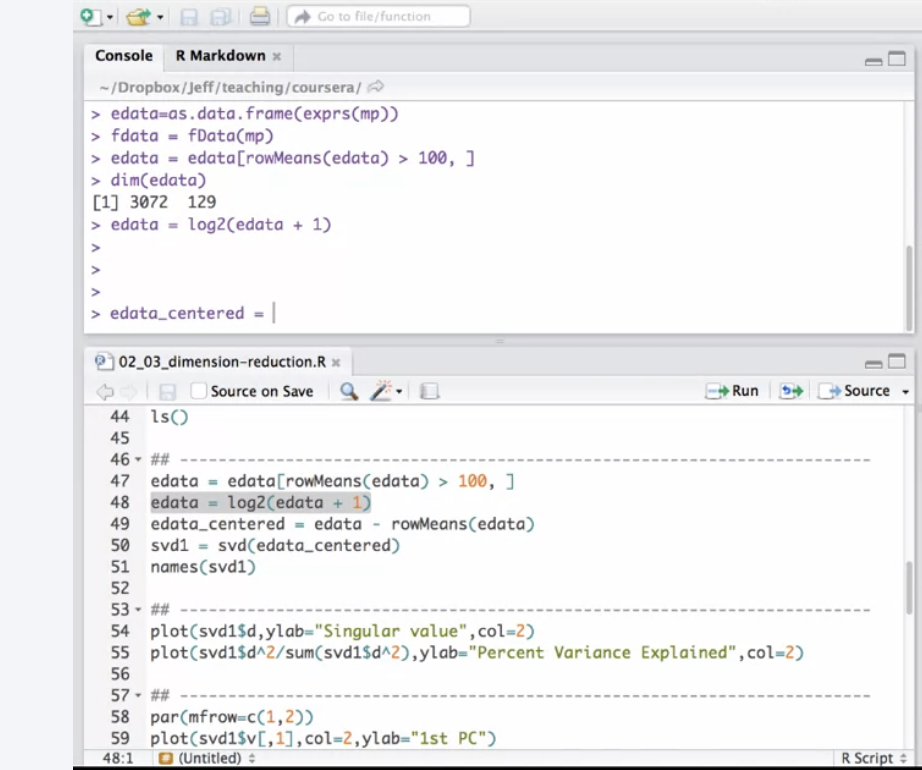 Go to file/function
Console R Markdown
~/Dropbox/Jeff/teaching/coursera/
> edata=as.data.frame(exprs(mp))
> fdata = fData(mp)
> edata = edata[rowMeans(edata) > 100, ]
> dim(edata)
[1] 3072 129
> edata = log2(edata + 1)
>
>
>
> edata_centered =
02_03_dimension-reduction.R
Source on Save Run Source
44 ls()
45
46 ## ---------------------------------------------------------------------------
47 edata = edata[rowMeans(edata) > 100, ]
48 edata = log2(edata + 1)
49 edata_centered = edata - rowMeans(edata)
50 svd1 = svd(edata_centered)
51 names(svd1)
52
53 ## ---------------------------------------------------------------------------
54 plot(svd1$d,ylab="Singular value",col=2)
55 plot(svd1$d^2/sum(svd1$d^2),ylab="Percent Variance Explained",col=2)
56
57 ## ---------------------------------------------------------------------------
58 par(mfrow=c(1,2))
59 plot(svd1$v[,1],col=2,ylab="1st PC")
48:1 (Untitled) R Script